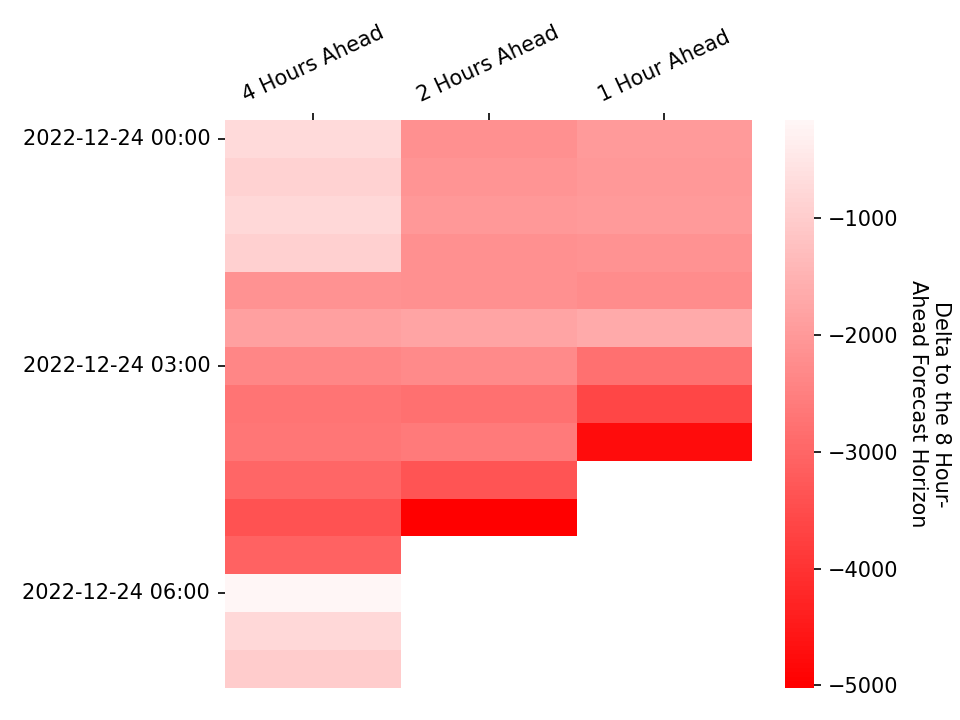 4 Hours Ahead
2 Hours Ahead
1 Hour Ahead
2022-12-24 00:00
2022-12-24 03:00
2022-12-24 06:00
−1000
−2000
−3000
−4000
−5000
Delta to the 8 Hour-
Ahead Forecast Horizon